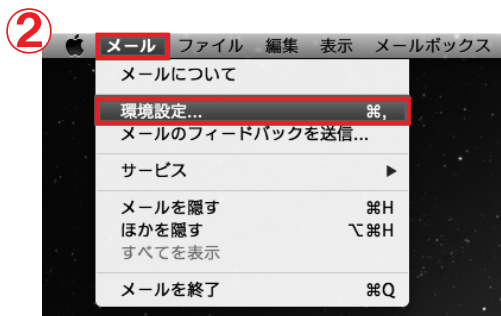 ②
メール ファイル 編集 表示 メールボックス
メールについて
環境設定... ⌘,
メールのフィードバックを送信...
サービス ▶
メールを隠す ⌘H
ほかを隠す ⌥⌘H
すべてを表示
メールを終了 ⌘Q